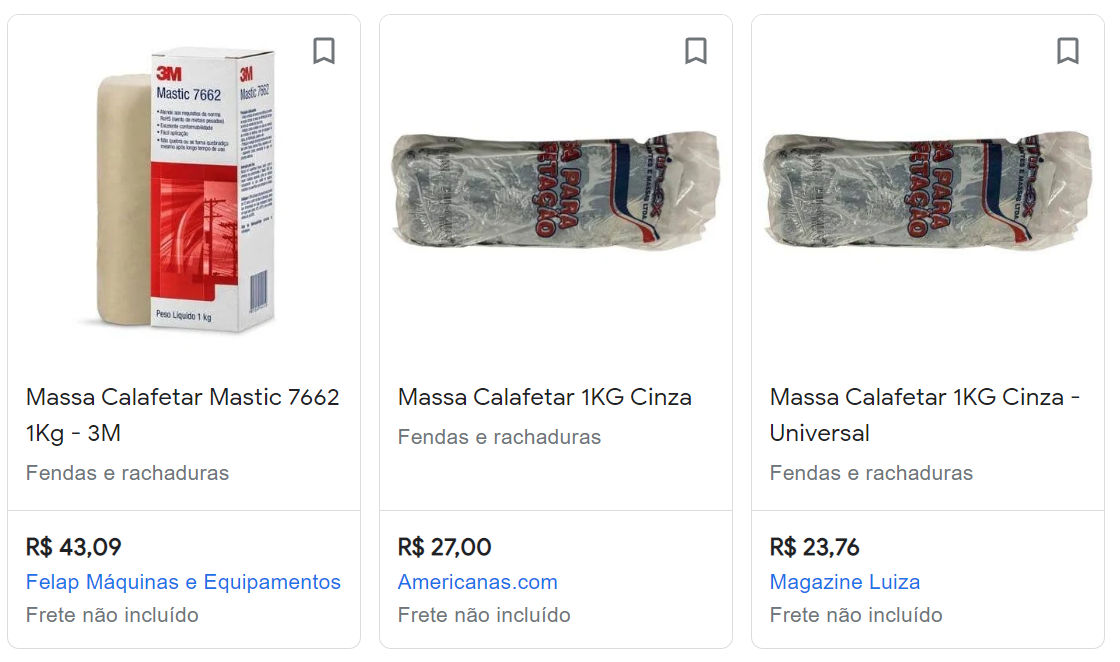 3M
Mastic 7662
Peso Líquido 1 kg
3M
Mastic 7662
PARA
Massa Calafetar Mastic 7662
1Kg - 3M
Fendas e rachaduras
R$ 43,09
Felap Máquinas e Equipamentos
Frete não incluído
Massa Calafetar 1KG Cinza
Fendas e rachaduras
R$ 27,00
Americanas.com
Frete não incluído
PARA
Massa Calafetar 1KG Cinza -
Universal
Fendas e rachaduras
R$ 23,76
Magazine Luiza
Frete não incluído